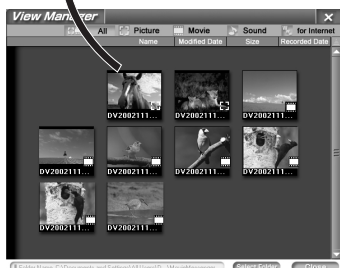 View Manager
All Picture Movie Sound for Internet
Name Modified Date Size Recorded Date
DV2002111... DV2002111... DV2002111...
DV2002111... DV2002111... DV2002111... DV2002111...
DV2002111... DV2002111...
Select Folder Close